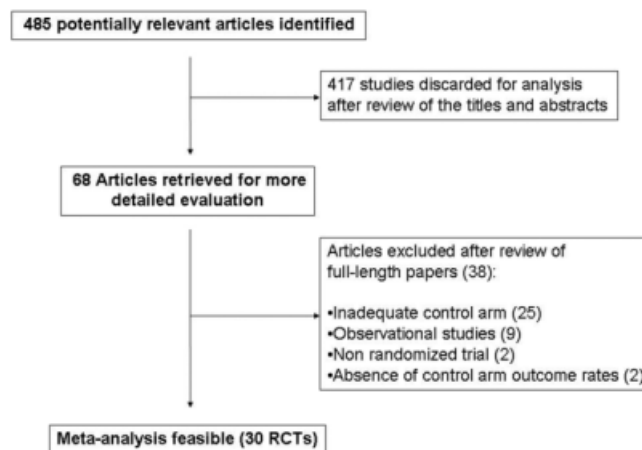 485 potentially relevant articles identified
417 studies discarded for analysis
after review of the titles and abstracts
68 Articles retrieved for more
detailed evaluation
Articles excluded after review of
full-length papers (38):
•Inadequate control arm (25)
•Observational studies (9)
•Non randomized trial (2)
•Absence of control arm outcome rates (2)
Meta-analysis feasible (30 RCTs)